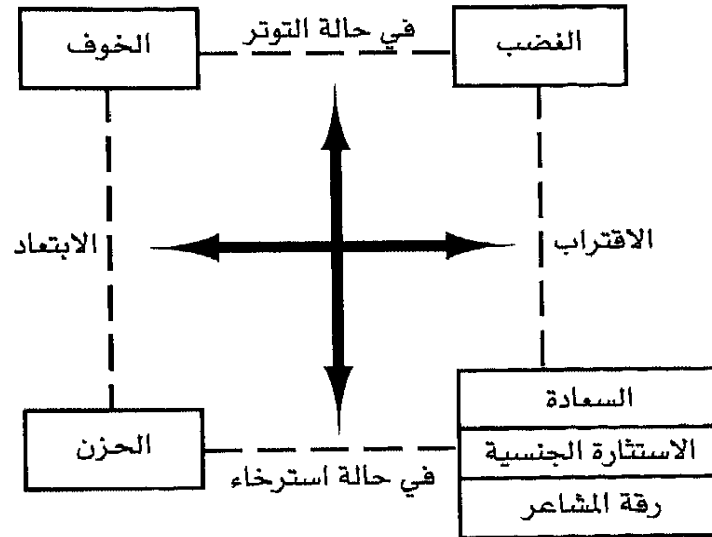 الغضب
في حالة التوتر
الخوف
الاقتراب
الابتعاد
السعادة
الاستثارة الجنسية
رقة المشاعر
في حالة استرخاء
الحزن